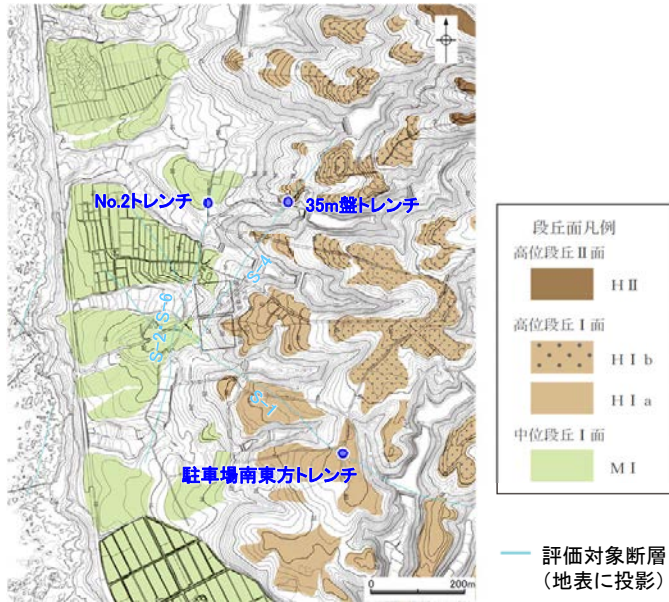 No.2トレンチ
35m盤トレンチ
S-4
S-2・S-6
S-1
駐車場南東方トレンチ
0 200m
段丘面凡例
高位段丘Ⅱ面
HⅡ
高位段丘Ⅰ面
HⅠb
HⅠa
中位段丘Ⅰ面
MⅠ
評価対象断層
（地表に投影）